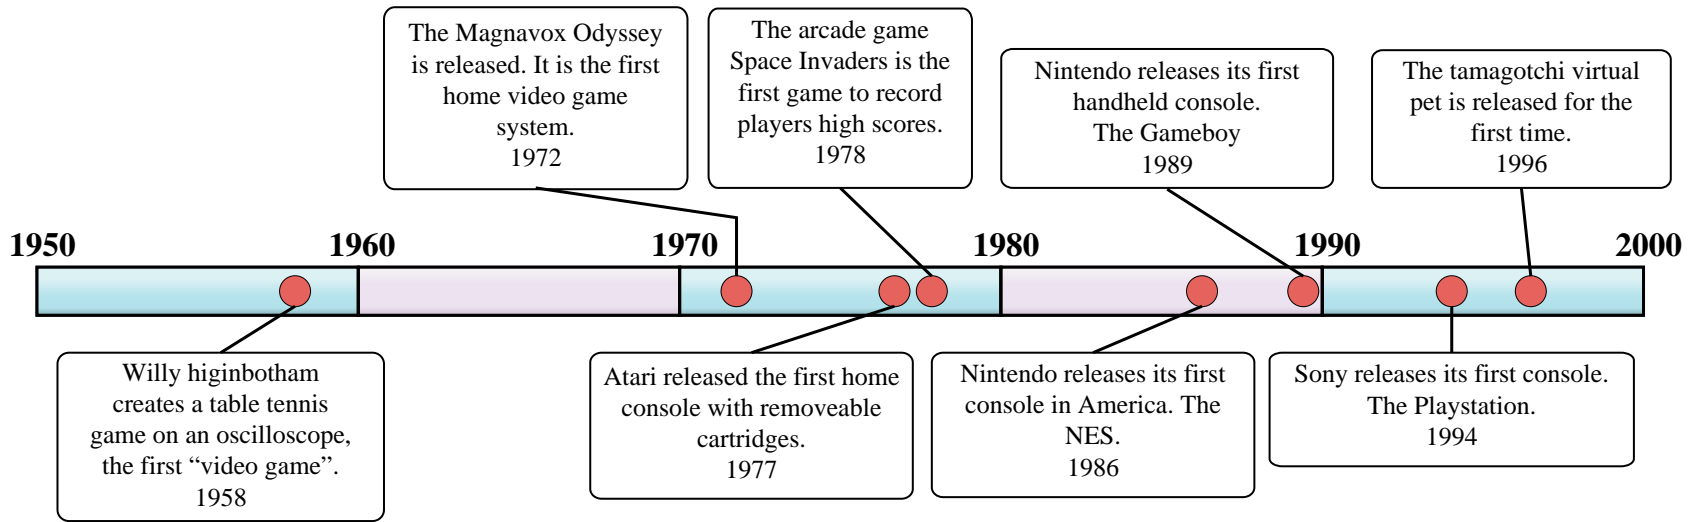 The Magnavox Odyssey
is released. It is the first
home video game
system.
1972
The arcade game
Space Invaders is the
first game to record
players high scores.
1978
Nintendo releases its first
handheld console.
The Gameboy
1989
The tamagotchi virtual
pet is released for the
first time.
1996
1950
1960
1970
1980
1990
2000
Willy higinbotham
creates a table tennis
game on an oscilloscope,
the first “video game”.
1958
Atari released the first home
console with removeable
cartridges.
1977
Nintendo releases its first
console in America. The
NES.
1986
Sony releases its first console.
The Playstation.
1994